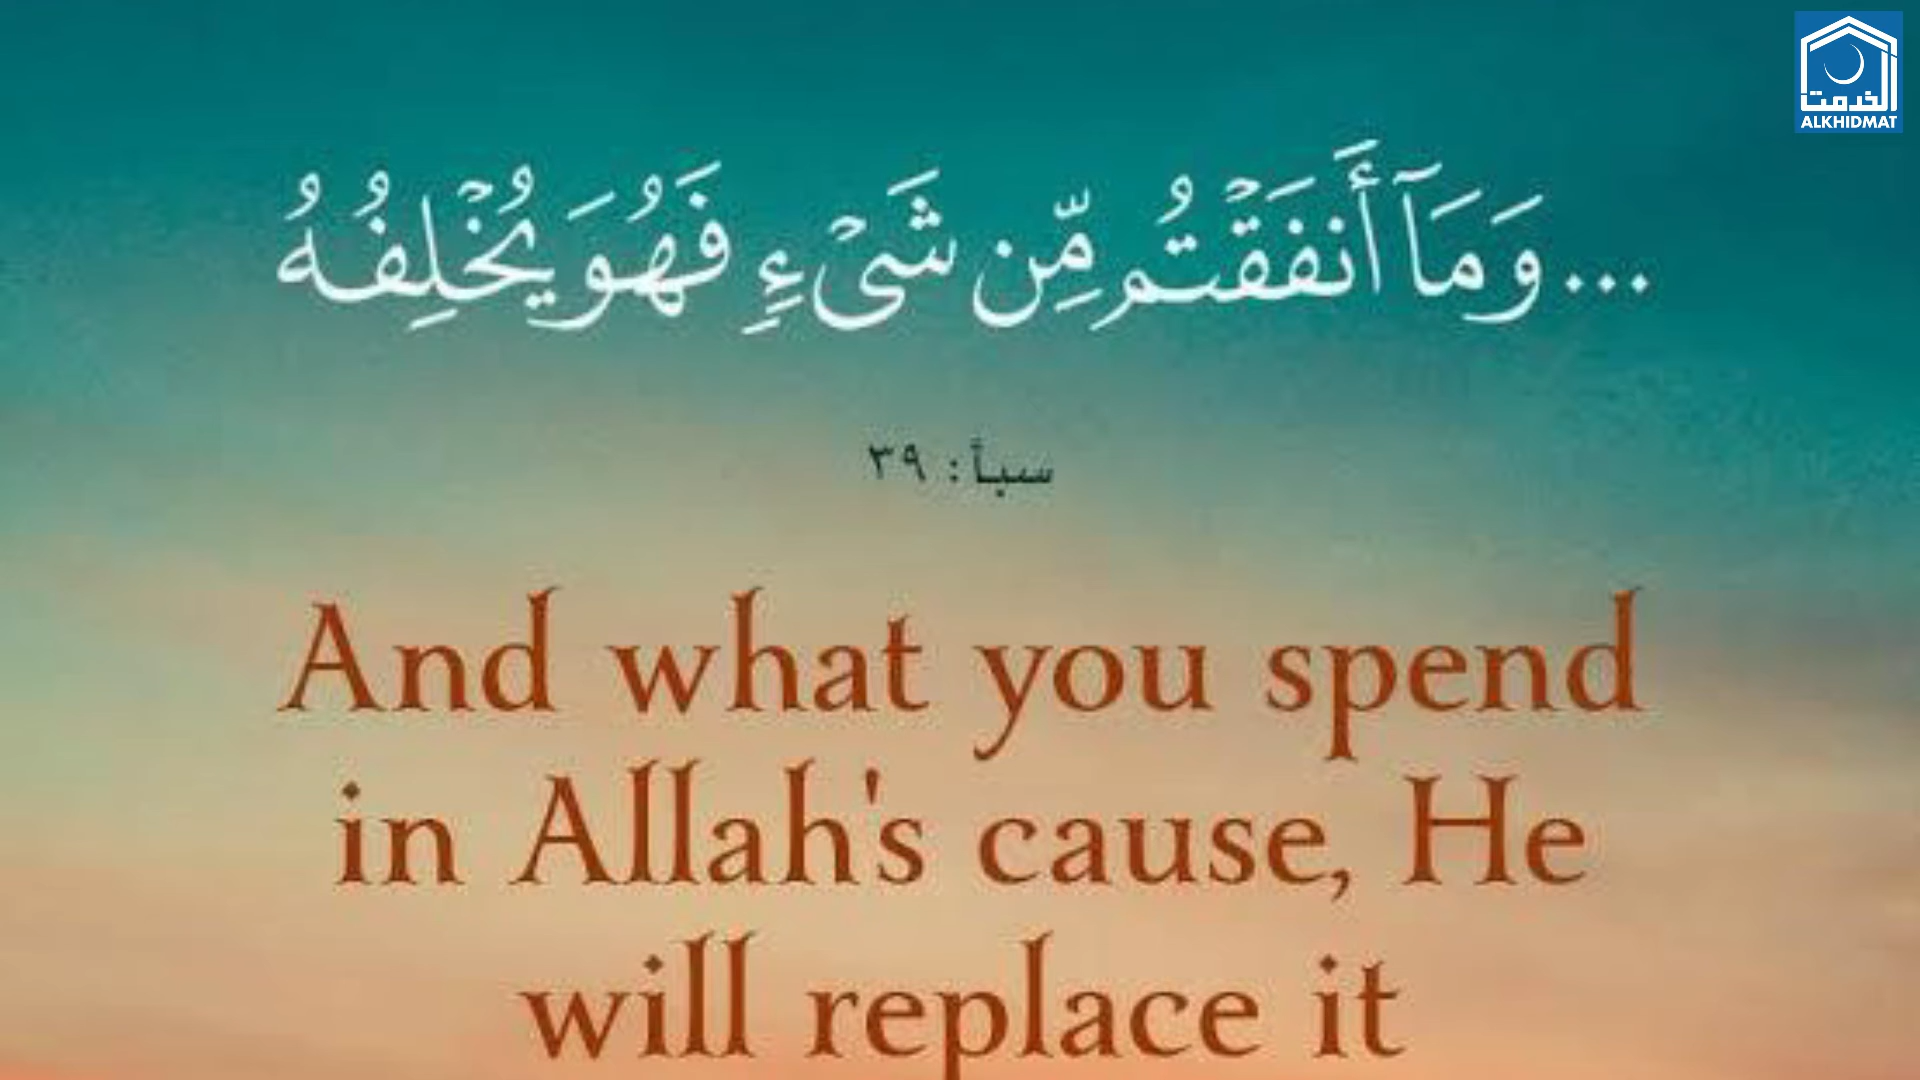 الخدمت
ALKHIDMAT
...وَمَآ أَنفَقْتُم مِّن شَىْءٍ فَهُوَ يُخْلِفُهُ
سبأ: ٣٩
And what you spend
in Allah's cause, He
will replace it